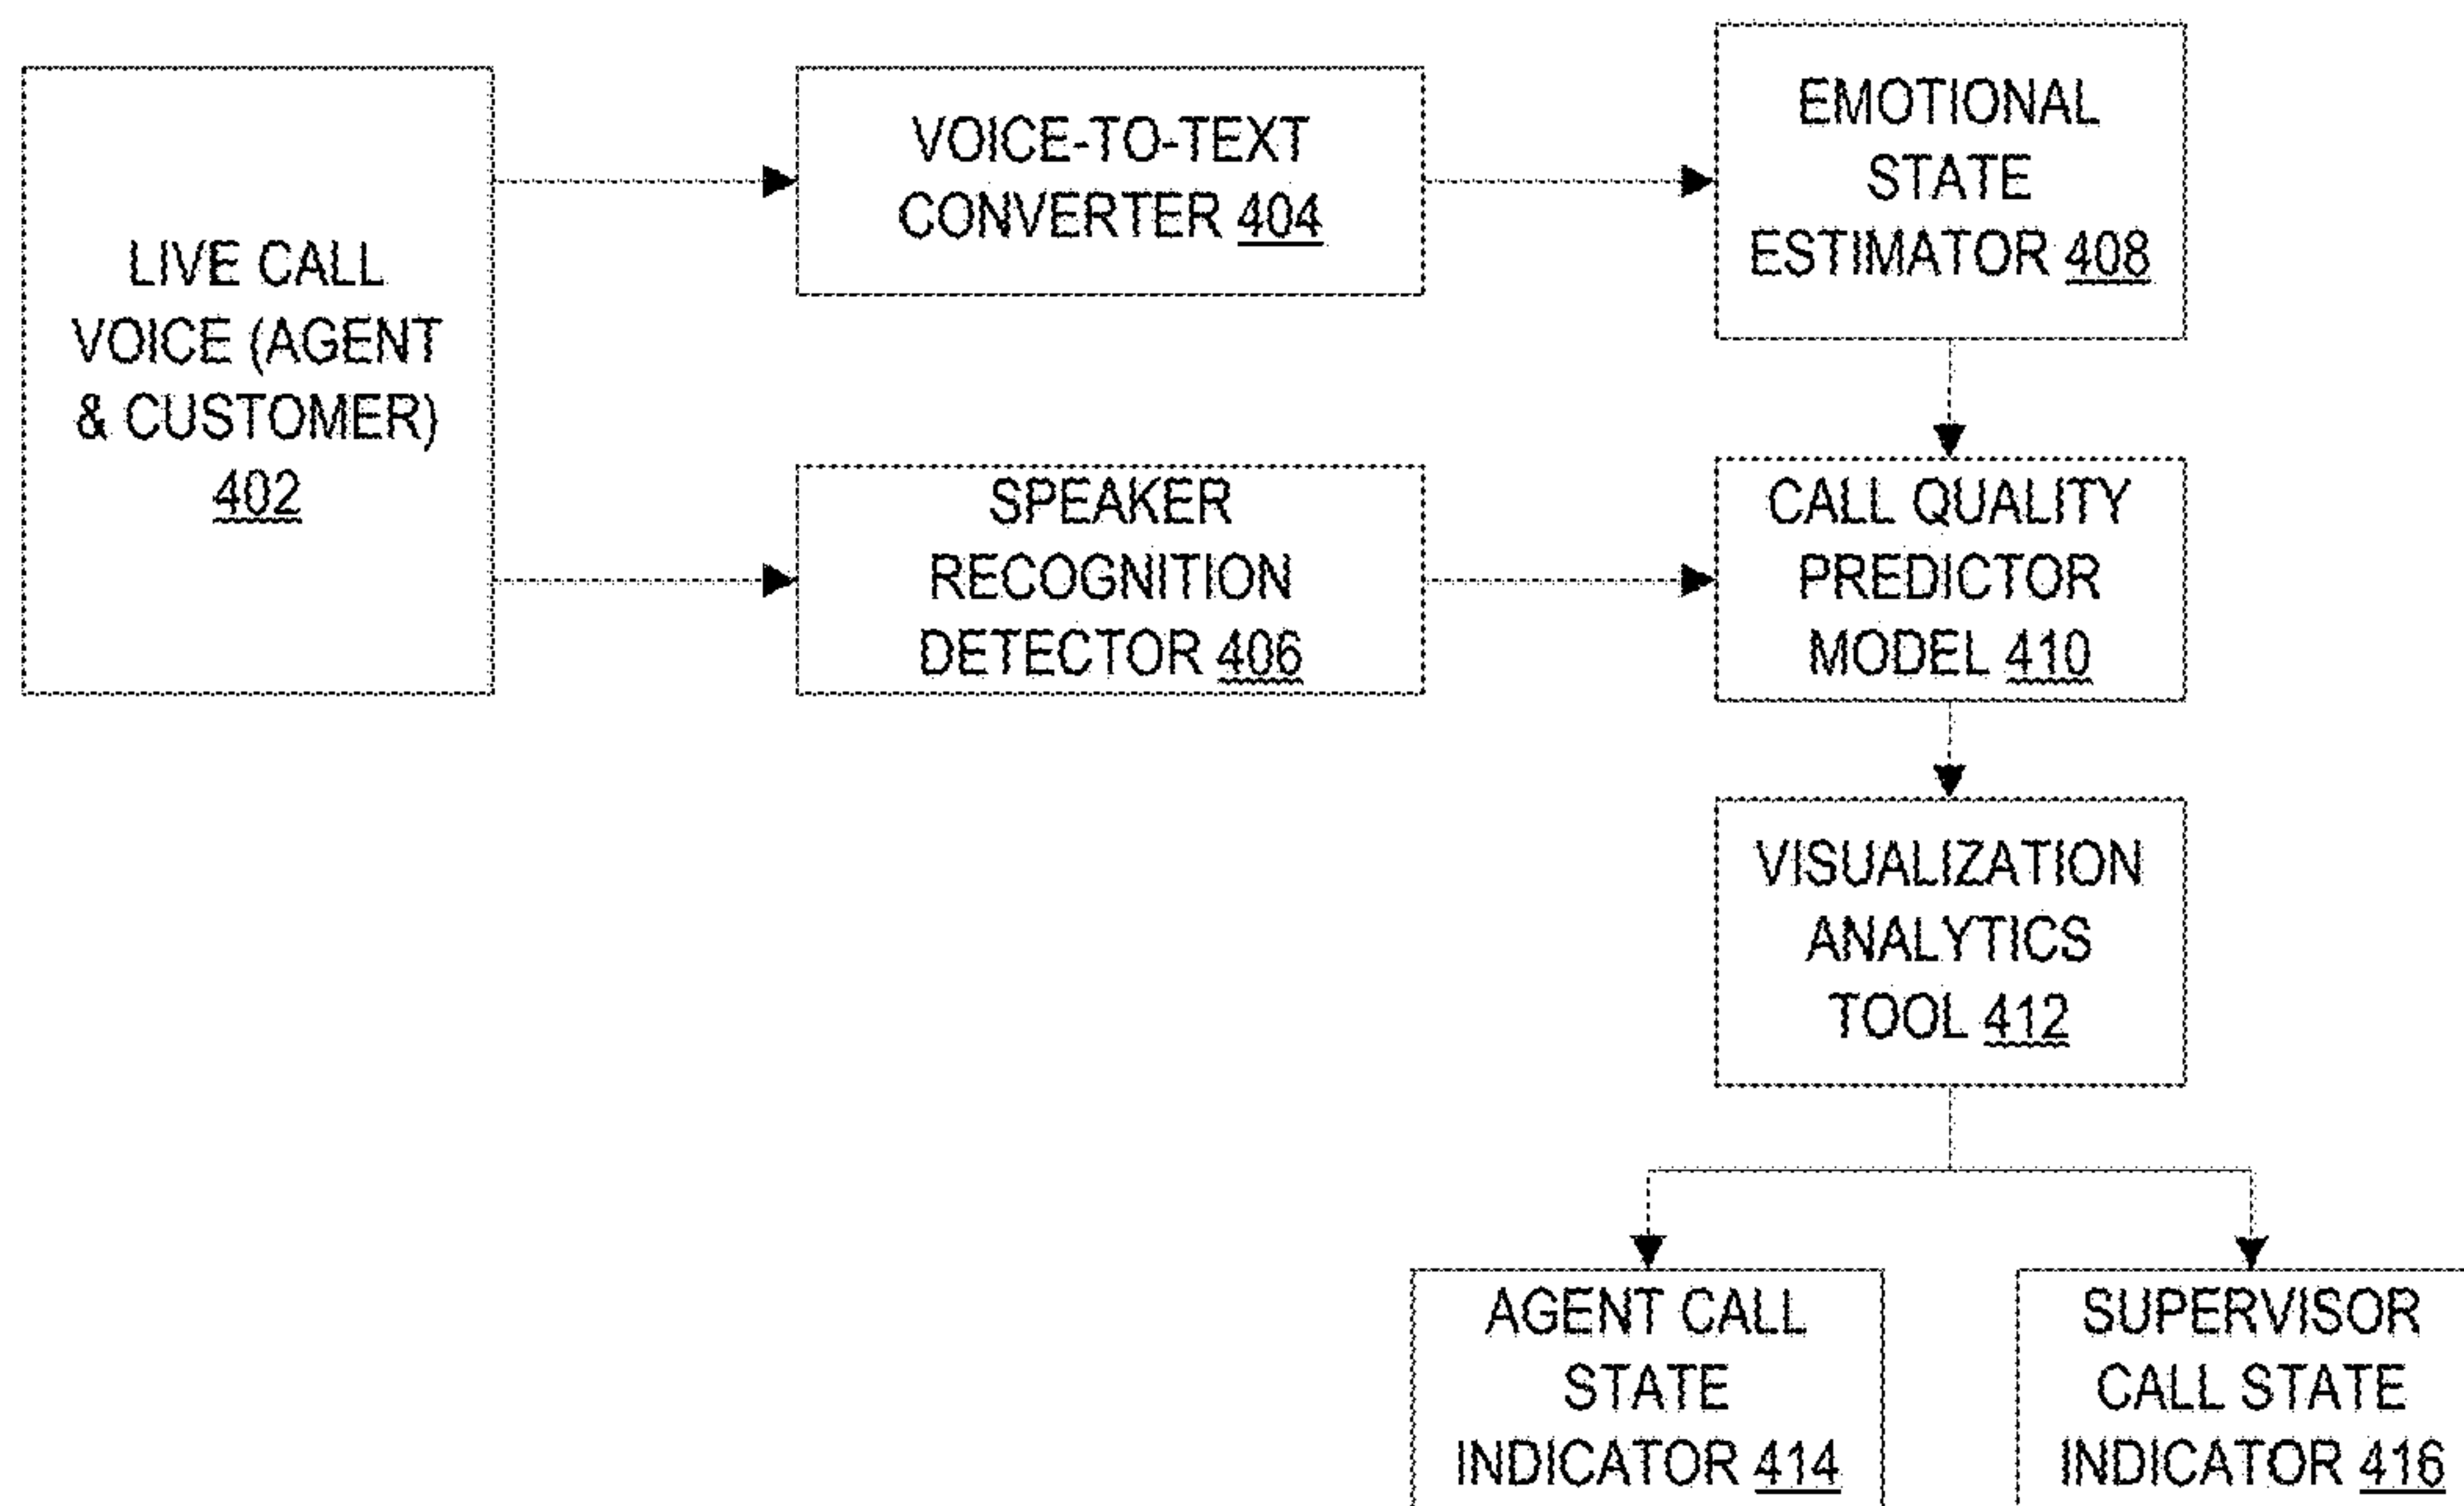 LIVE CALL
VOICE (AGENT
& CUSTOMER)
402
VOICE-TO-TEXT
CONVERTER 404
EMOTIONAL
STATE
ESTIMATOR 408
SPEAKER
RECOGNITION
DETECTOR 406
CALL QUALITY
PREDICTOR
MODEL 410
VISUALIZATION
ANALYTICS
TOOL 412
AGENT CALL
STATE
INDICATOR 414
SUPERVISOR
CALL STATE
INDICATOR 416